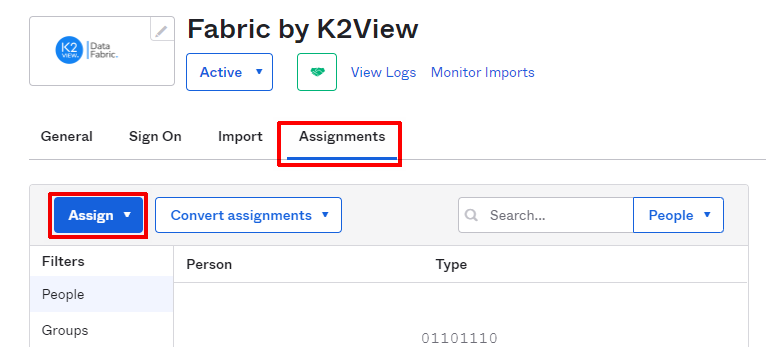 Fabric by K2View
K2
VIEW.
Data
Fabric.
Active
View Logs
Monitor Imports
General
Sign On
Import
Assignments
Assign
Convert assignments
Search...
People
Filters
Person
Type
People
Groups
01101110